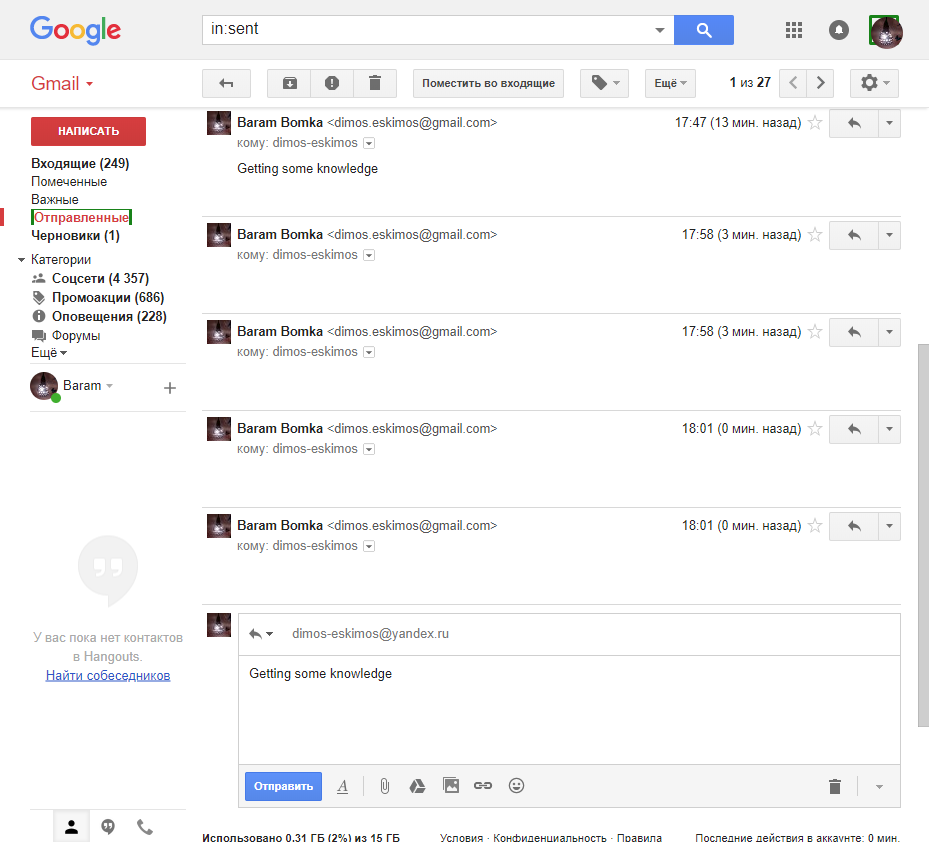 Google
in:sent
Gmail
Поместить во входящие
Ещё
1 из 27
НАПИСАТЬ
Входящие (249)
Помеченные
Важные
Отправленные
Черновики (1)
Категории
Соцсети (4 357)
Промоакции (686)
Оповещения (228)
Форумы
Ещё
Baram
У вас пока нет контактов
в Hangouts.
Найти собеседников
Baram Bomka <dimos.eskimos@gmail.com> 17:47 (13 мин. назад)
кому: dimos-eskimos
Getting some knowledge
Baram Bomka <dimos.eskimos@gmail.com> 17:58 (3 мин. назад)
кому: dimos-eskimos
Baram Bomka <dimos.eskimos@gmail.com> 17:58 (3 мин. назад)
кому: dimos-eskimos
Baram Bomka <dimos.eskimos@gmail.com> 18:01 (0 мин. назад)
кому: dimos-eskimos
Baram Bomka <dimos.eskimos@gmail.com> 18:01 (0 мин. назад)
кому: dimos-eskimos
dimos-eskimos@yandex.ru
Getting some knowledge
Отправить A
Использовано 0,31 ГБ (2%) из 15 ГБ
Условия · Конфиденциальность · Правила
Последние действия в аккаунте: 0 мин.